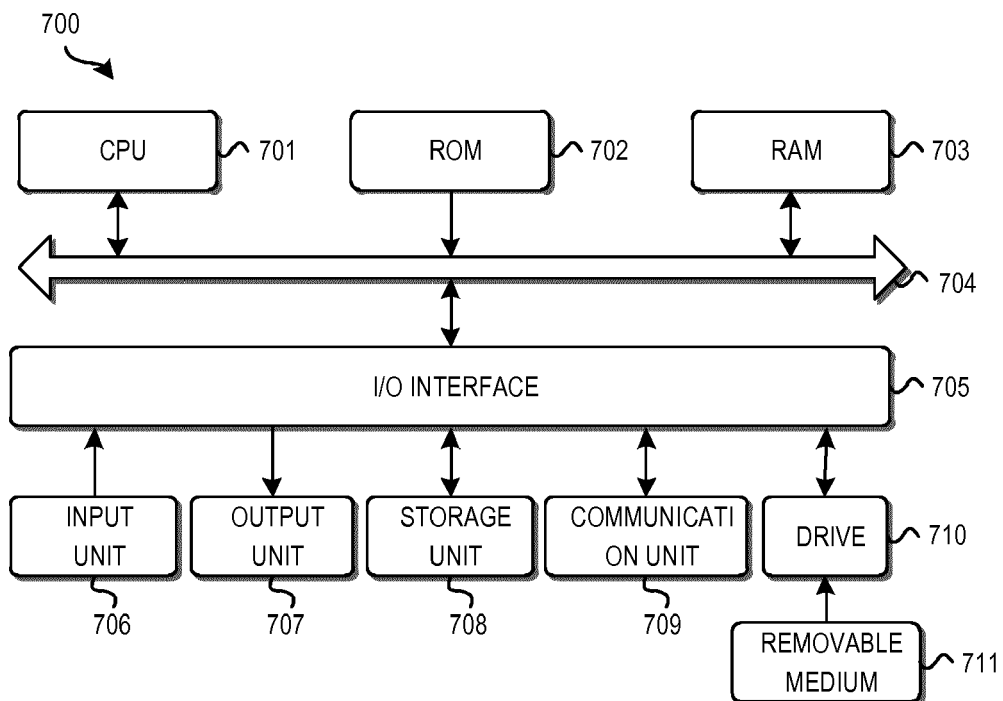 700
CPU
701
ROM
702
RAM
703
704
I/O INTERFACE
705
INPUT
UNIT
OUTPUT
UNIT
STORAGE
UNIT
COMMUNICATI
ON UNIT
DRIVE
710
706
707
708
709
REMOVABLE
MEDIUM
711